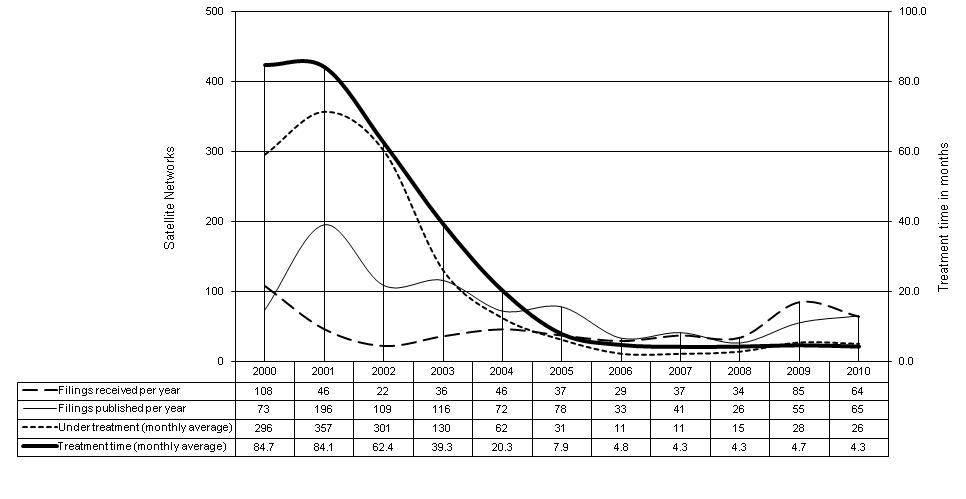 500 100.0
400 80.0
300 60.0
200 40.0
100 20.0
0 0.0
Satellite Networks
Treatment time in months
2000 2001 2002 2003 2004 2005 2006 2007 2008 2009 2010
Filings received per year 108 46 22 36 46 37 29 37 34 85 64
Filings published per year 73 196 109 116 72 78 33 41 26 55 65
Under treatment (monthly average) 296 357 301 130 62 31 11 11 15 28 26
Treatment time (monthly average) 84.7 84.1 62.4 39.3 20.3 7.9 4.8 4.3 4.3 4.7 4.3